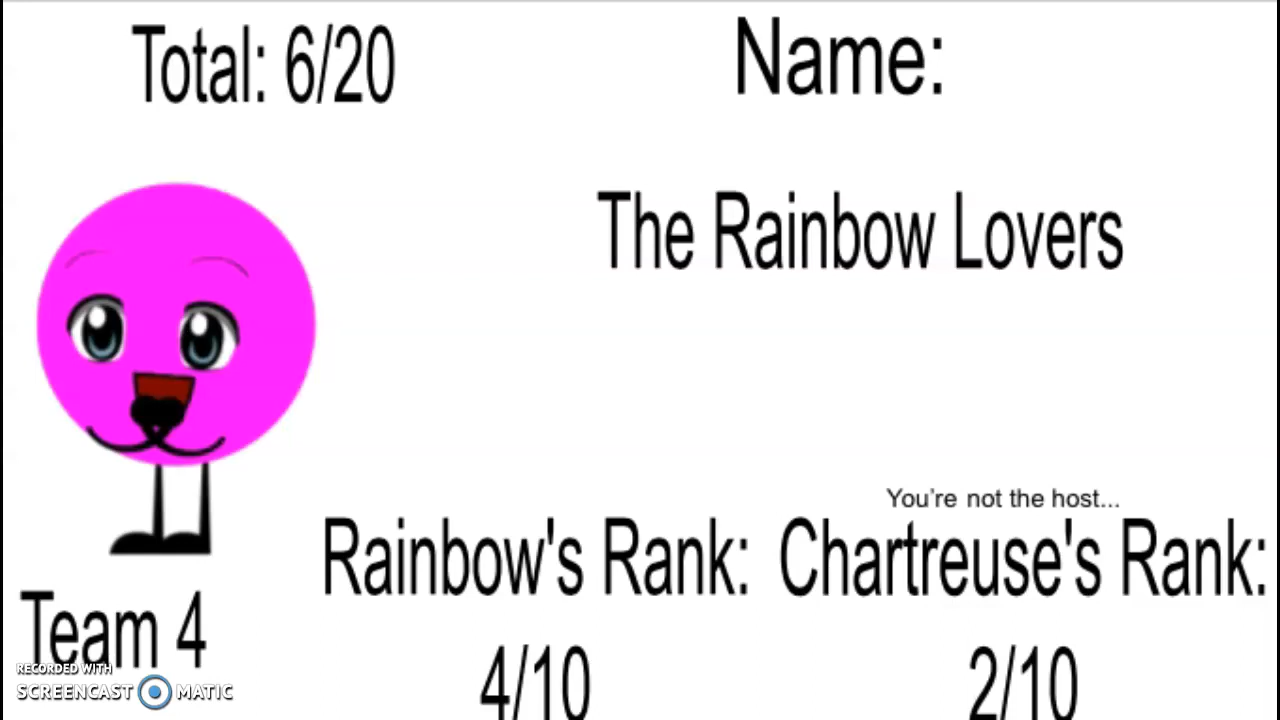 Total: 6/20
Name:
The Rainbow Lovers
You're not the host...
Rainbow's Rank:
Chartreuse's Rank:
Team 4
4/10
2/10
RECORDED WITH
SCREENCAST MATIC